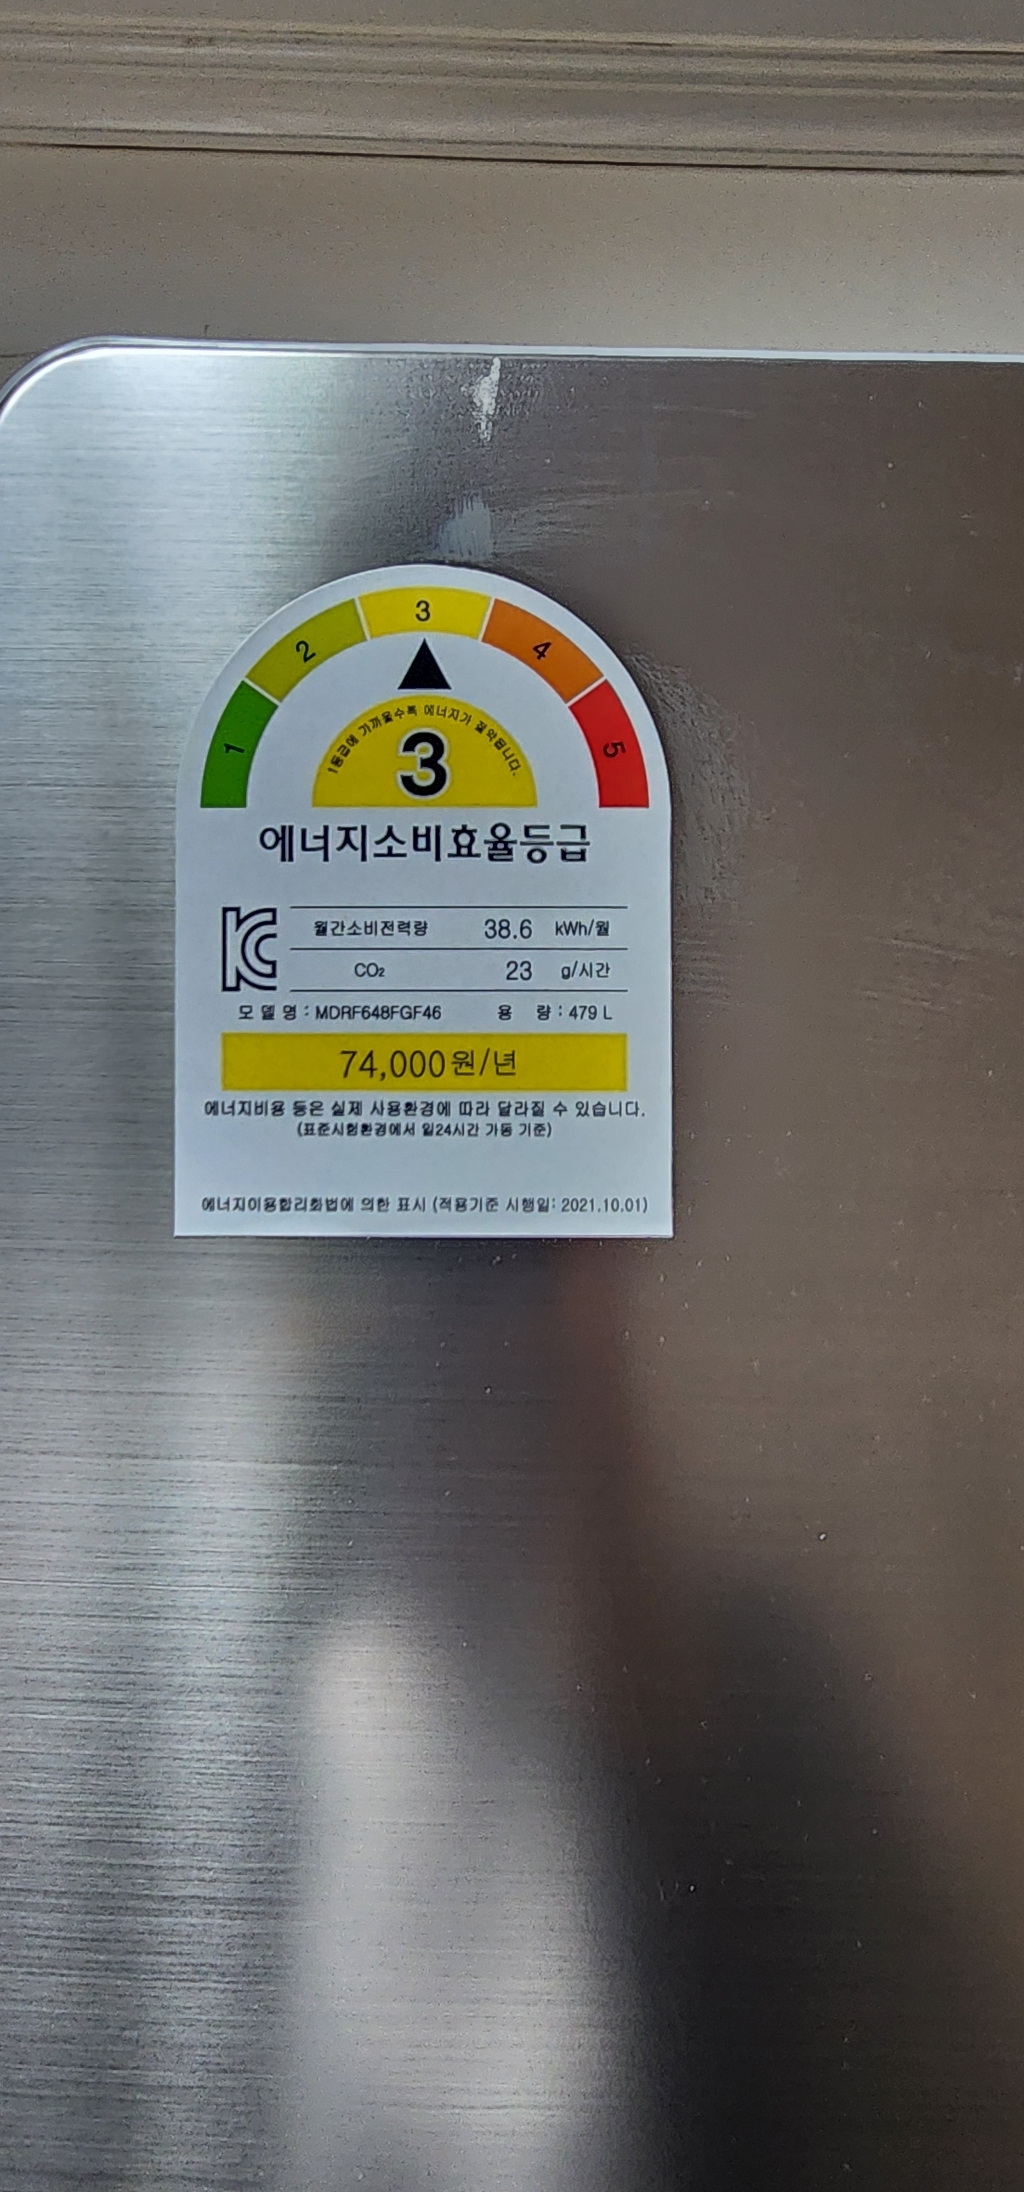 1 2 3 4 5
1등급에 가까울수록 에너지가 절약됩니다.
3
에너지소비효율등급
월간소비전력량 38.6 kWh/월
CO₂ 23 g/시간
모 델 명 : MDRF648FGF46 용 량 : 479 L
74,000원/년
에너지비용 등은 실제 사용환경에 따라 달라질 수 있습니다.
(표준시험환경에서 일24시간 가동 기준)
에너지이용합리화법에 의한 표시 (적용기준 시행일: 2021.10.01)